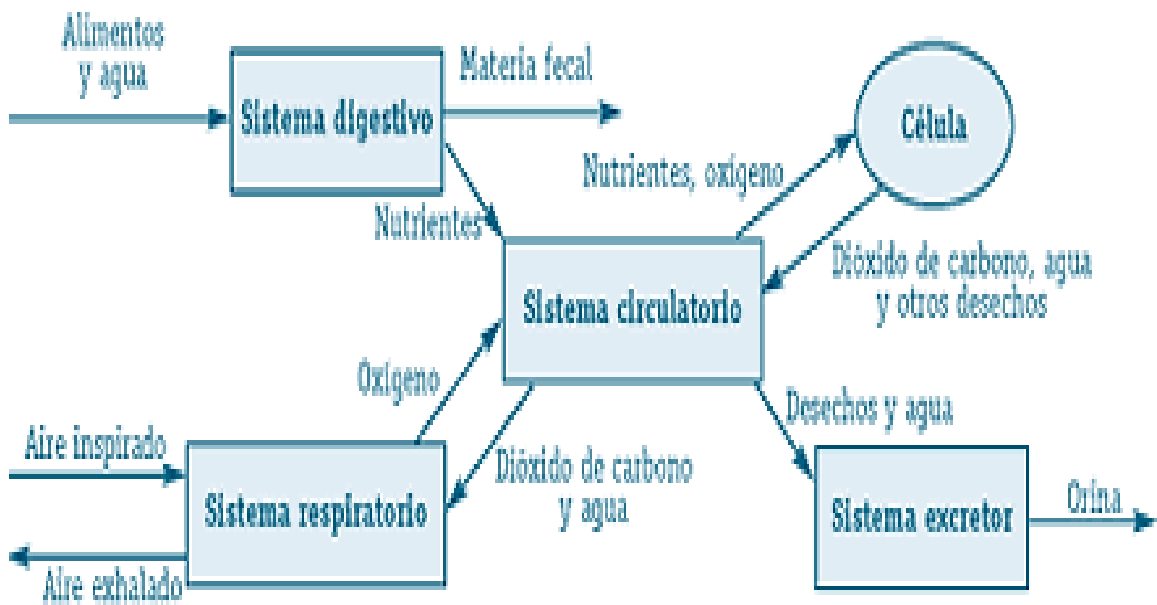 Alimentos
y agua
Sistema digestivo
Materia fecal
Célula
Nutrientes, oxígeno
Nutrientes
Dióxido de carbono, agua
y otros desechos
Sistema circulatorio
Oxígeno
Desechos y agua
Aire inspirado
Dióxido de carbono
y agua
Sistema respiratorio
Sistema excretor
Orina
Aire exhalado